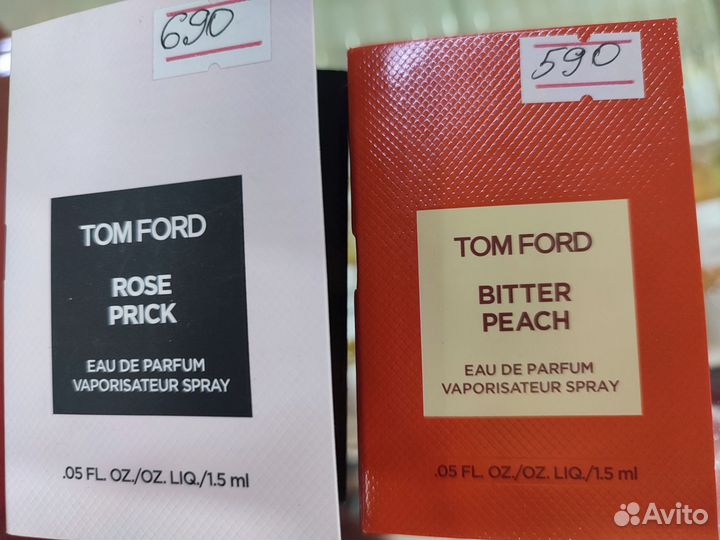 690
TOM FORD
ROSE
PRICK
EAU DE PARFUM
VAPORISATEUR SPRAY
.05 FL. OZ./OZ. LIQ./1.5 ml
590
TOM FORD
BITTER
PEACH
EAU DE PARFUM
VAPORISATEUR SPRAY
.05 FL. OZ./OZ. LIQ./1.5 ml
Avito